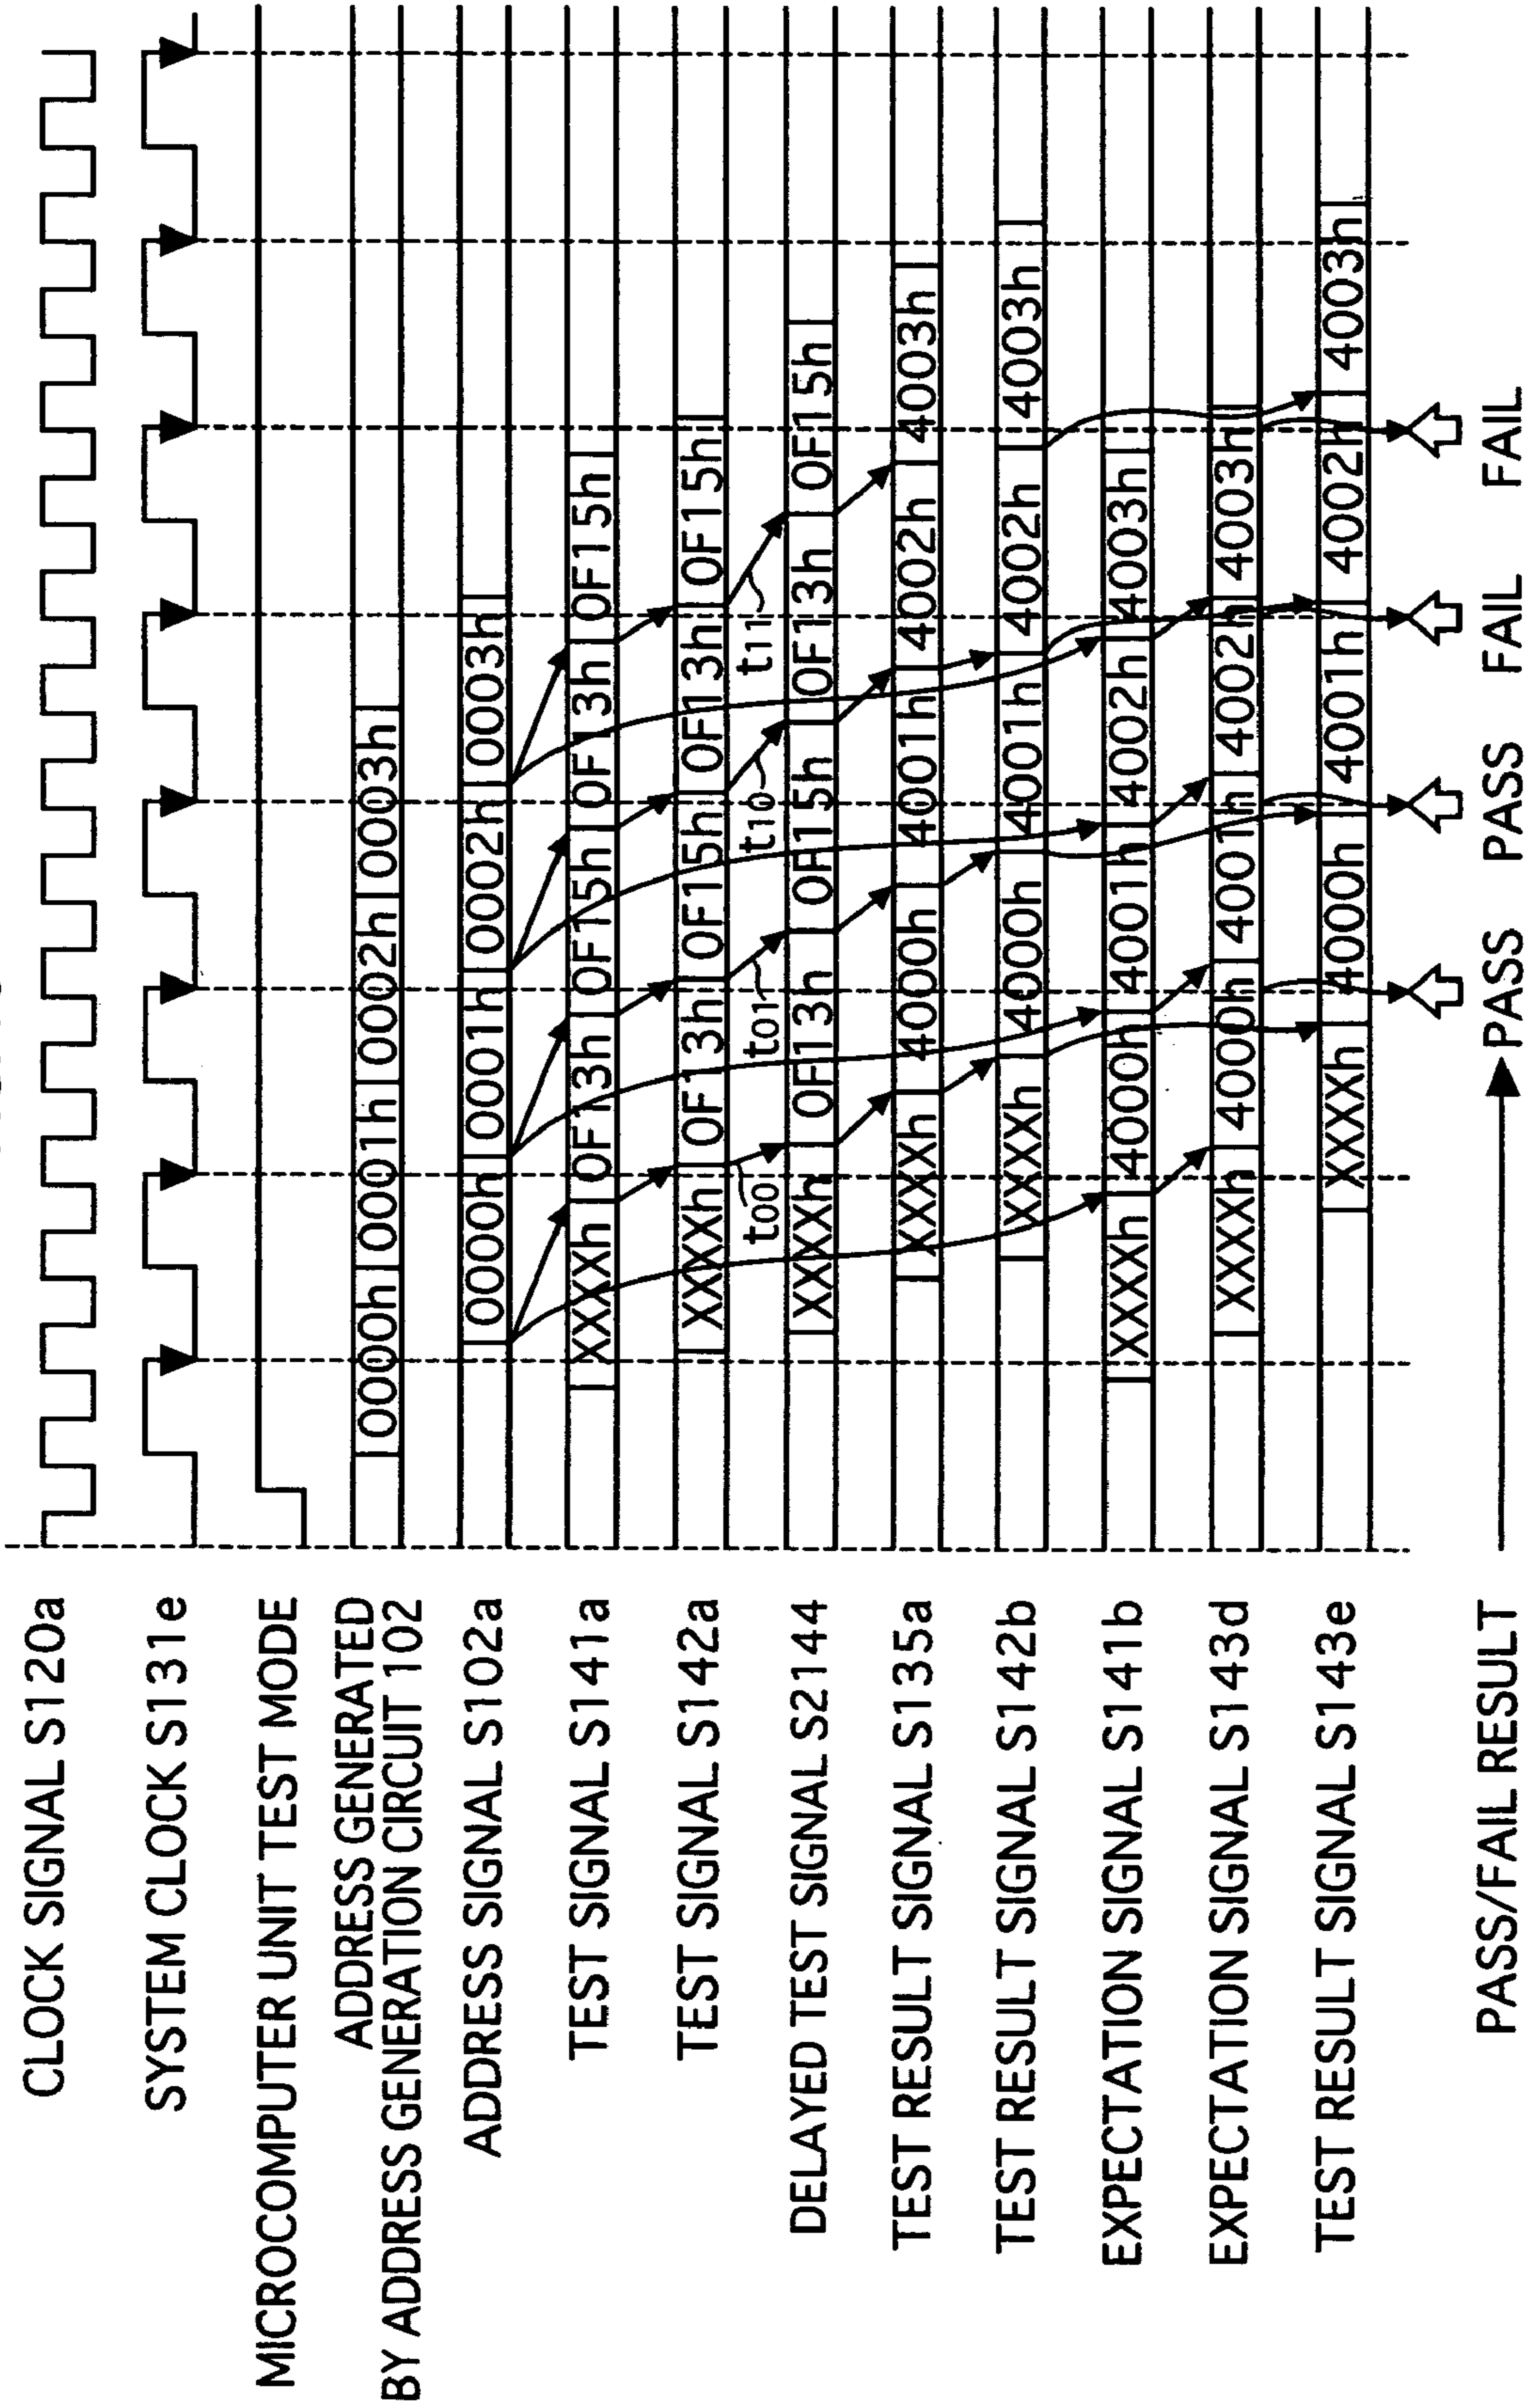 CLOCK SIGNAL S120a
SYSTEM CLOCK S131e
MICROCOMPUTER UNIT TEST MODE
ADDRESS GENERATED
BY ADDRESS GENERATION CIRCUIT 102
0000h 0001h 0002h 0003h
ADDRESS SIGNAL S102a
0000h 0001h 0002h 0003h
TEST SIGNAL S141a
XXXXh 0F13h 0F15h 0F13h 0F15h
TEST SIGNAL S142a
XXXXh 0F13h 0F15h 0F13h 0F15h
t00 t01 t10 t11
DELAYED TEST SIGNAL S2144
XXXXh 0F13h 0F15h 0F13h 0F15h
TEST RESULT SIGNAL S135a
XXXXh 4000h 4001h 4002h 4003h
TEST RESULT SIGNAL S142b
XXXXh 4000h 4001h 4002h 4003h
EXPECTATION SIGNAL S141b
XXXXh 4000h 4001h 4002h 4003h
EXPECTATION SIGNAL S143d
XXXXh 4000h 4001h 4002h 4003h
TEST RESULT SIGNAL S143e
XXXXh 4000h 4001h 4002h 4003h
PASS/FAIL RESULT
PASS PASS FAIL FAIL